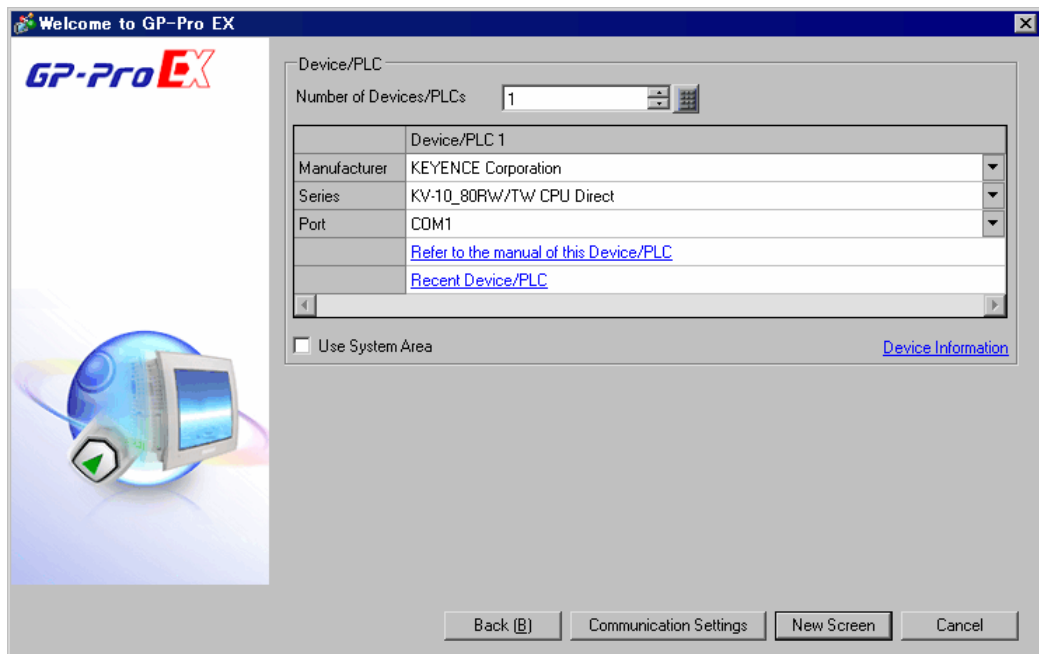 Welcome to GP-Pro EX
GP-Pro EX
Device/PLC
Number of Devices/PLCs 1
Device/PLC 1
Manufacturer KEYENCE Corporation
Series KV-10_80RW/TW CPU Direct
Port COM1
Refer to the manual of this Device/PLC
Recent Device/PLC
Use System Area Device Information
Back (B) Communication Settings New Screen Cancel